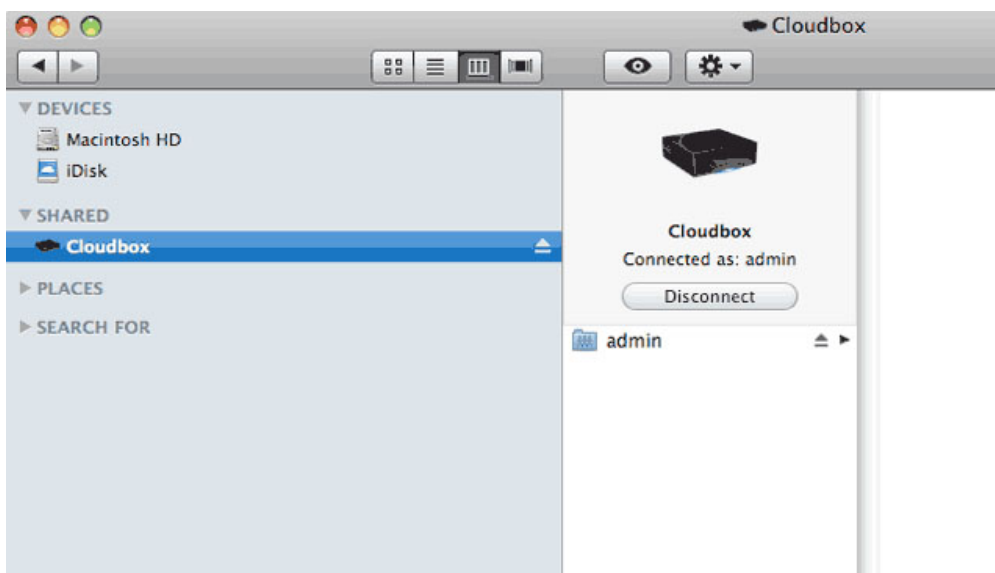 Cloudbox
DEVICES
Macintosh HD
iDisk
SHARED
Cloudbox
PLACES
SEARCH FOR
Cloudbox
Connected as: admin
Disconnect
admin